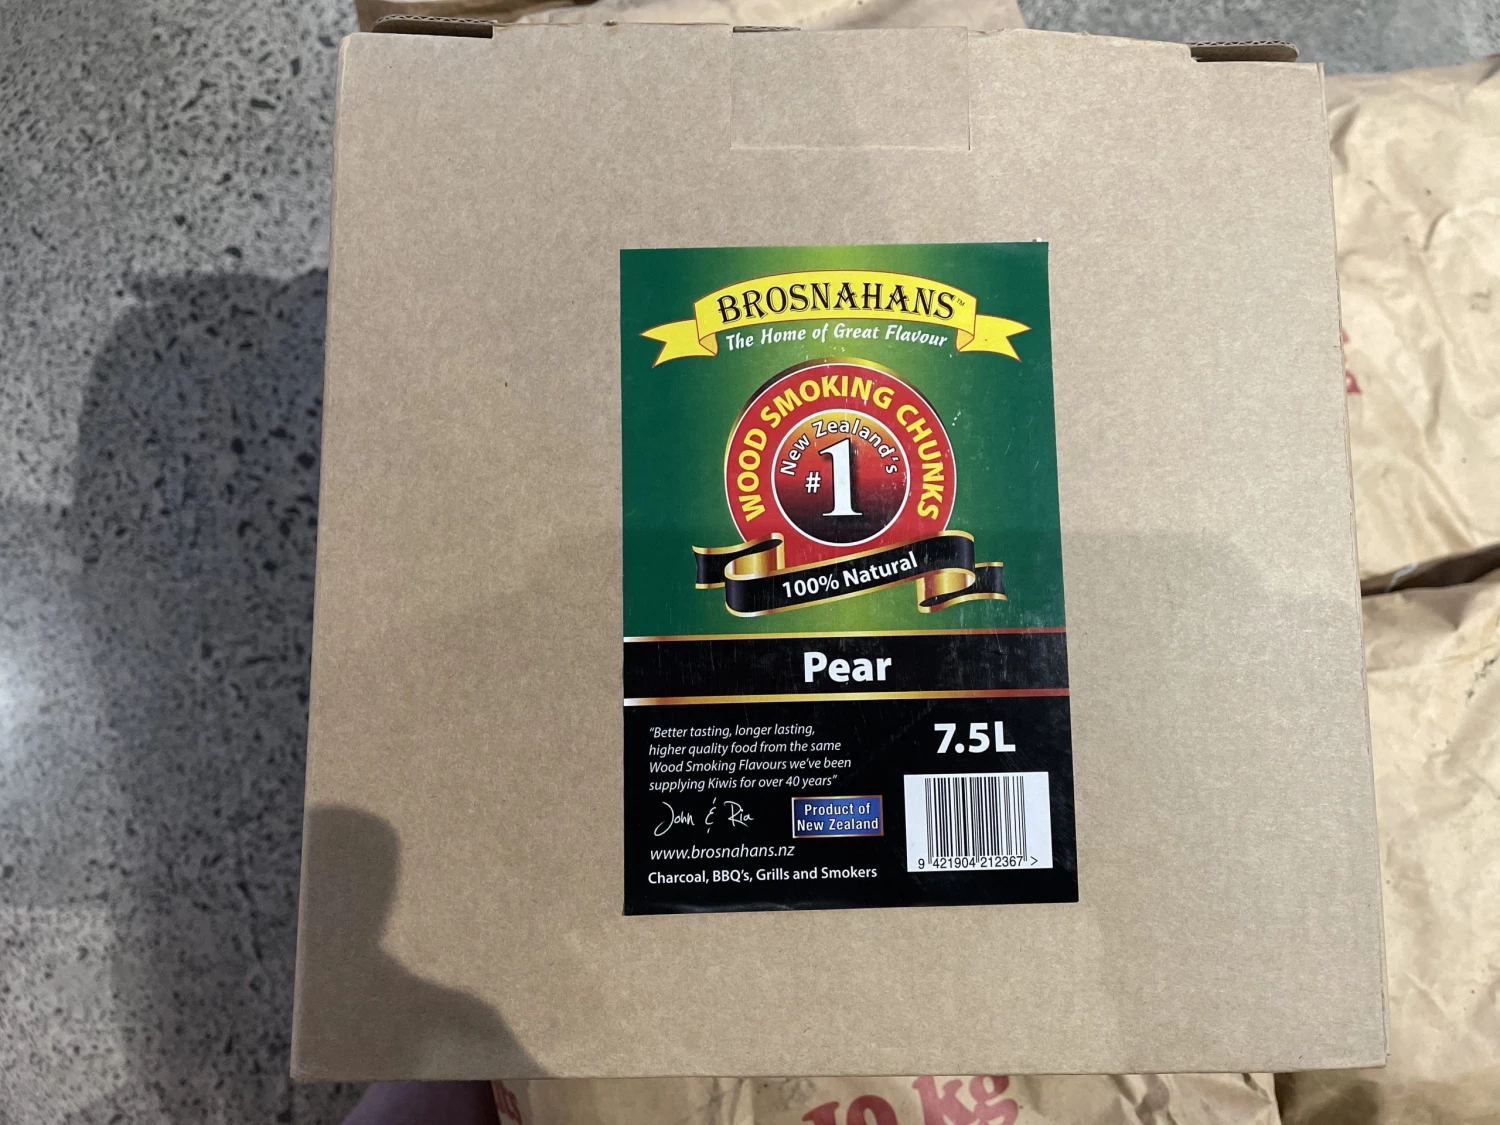 BROSNAHANS™
The Home of Great Flavour
WOOD SMOKING CHUNKS
New Zealand's
#1
100% Natural
Pear
"Better tasting, longer lasting,
higher quality food from the same
Wood Smoking Flavours we've been
supplying Kiwis for over 40 years"
7.5L
John & Ria
Product of
New Zealand
www.brosnahans.nz
Charcoal, BBQ's, Grills and Smokers
9 421904 212367 >
10 kg